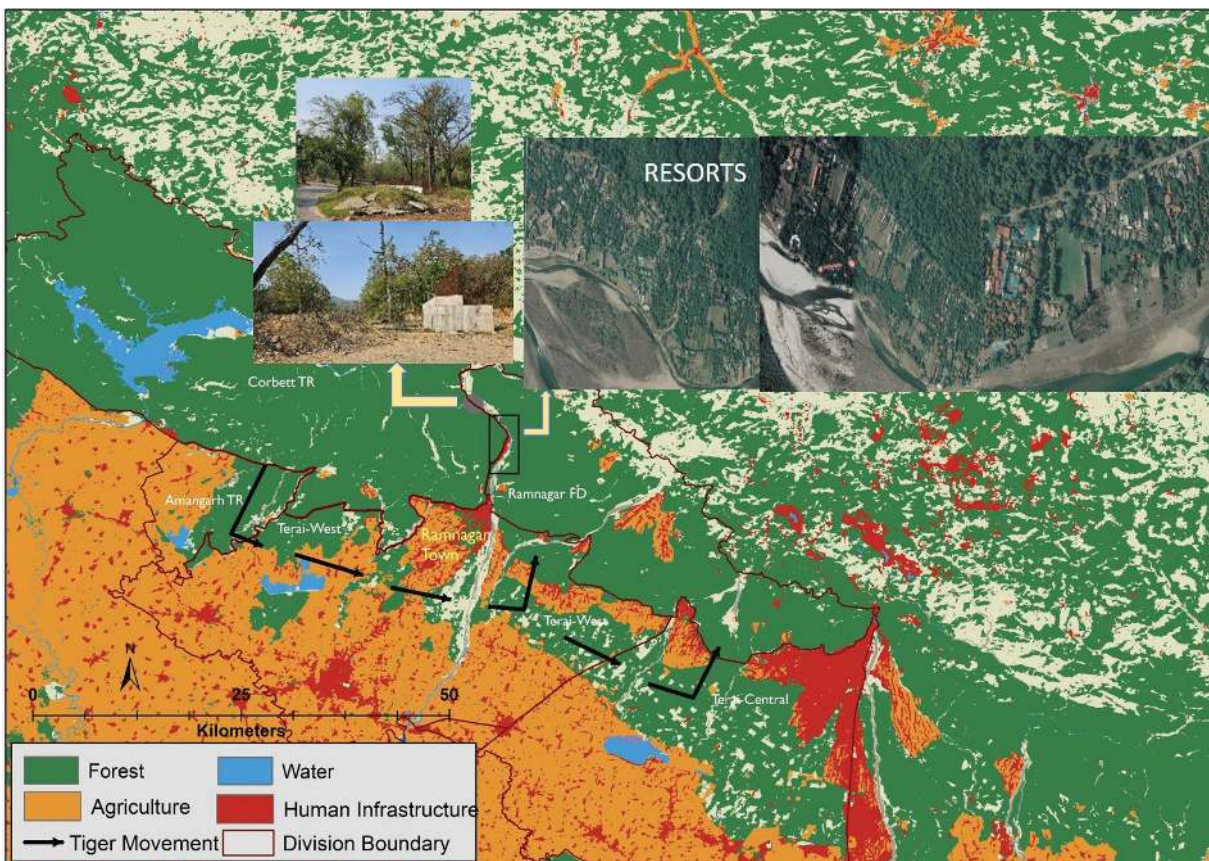 RESORTS
Corbett TR
Ramnagar FD
Amangarh TR
Terai-West
Ramnagar
Town
Terai-West
Terai-Central
N
0
25
50
Kilometers
Forest
Water
Agriculture
Human Infrastructure
Tiger Movement
Division Boundary